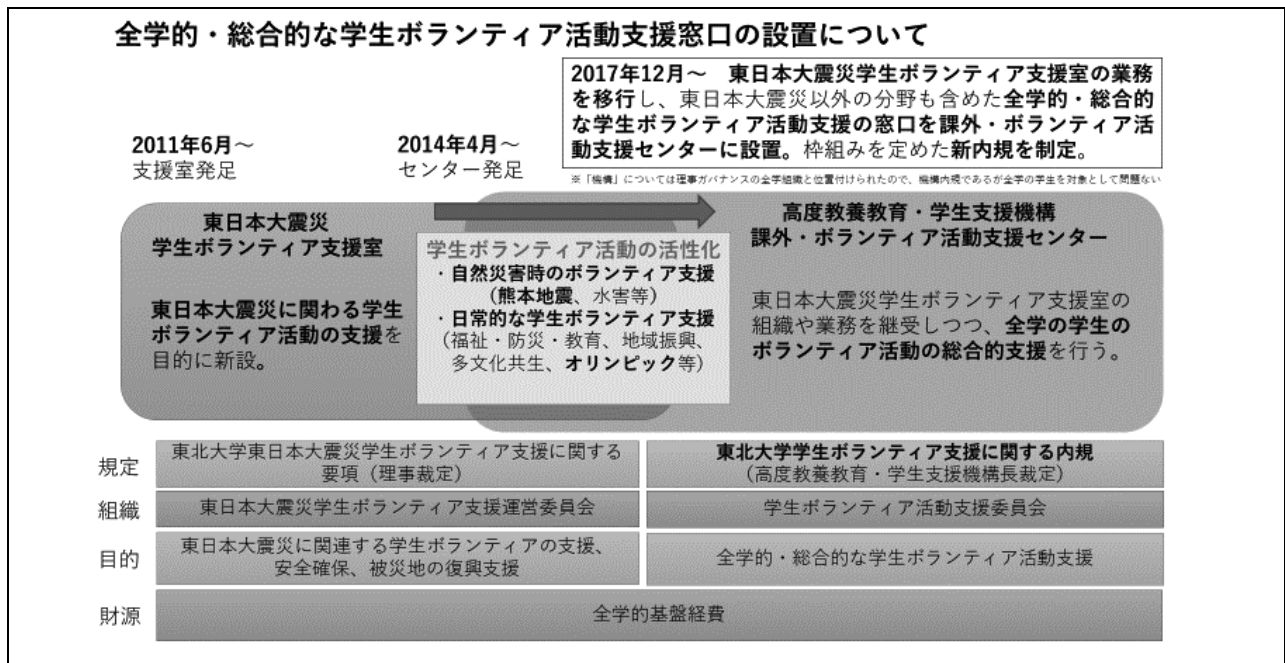 全学的・総合的な学生ボランティア活動支援窓口の設置について
2017年12月～　東日本大震災学生ボランティア支援室の業務
を移行し、東日本大震災以外の分野も含めた全学的・総合的
な学生ボランティア活動支援の窓口を課外・ボランティア活
動支援センターに設置。枠組みを定めた新内規を制定。
※「機構」については理事ガバナンスの全学組織と位置付けられたので、機構内規であるが全学の学生を対象として問題ない
2011年6月～
支援室発足
2014年4月～
センター発足
東日本大震災
学生ボランティア支援室
東日本大震災に関わる学生
ボランティア活動の支援を
目的に新設。
学生ボランティア活動の活性化
・自然災害時のボランティア支援
（熊本地震、水害等）
・日常的な学生ボランティア支援
（福祉・防災・教育、地域振興、
多文化共生、オリンピック等）
高度教養教育・学生支援機構
課外・ボランティア活動支援センター
東日本大震災学生ボランティア支援室の
組織や業務を継受しつつ、全学の学生の
ボランティア活動の総合的支援を行う。
規定
東北大学東日本大震災学生ボランティア支援に関する
要項（理事裁定）
東北大学学生ボランティア支援に関する内規
（高度教養教育・学生支援機構長裁定）
組織
東日本大震災学生ボランティア支援運営委員会
学生ボランティア活動支援委員会
目的
東日本大震災に関連する学生ボランティアの支援、
安全確保、被災地の復興支援
全学的・総合的な学生ボランティア活動支援
財源
全学的基盤経費